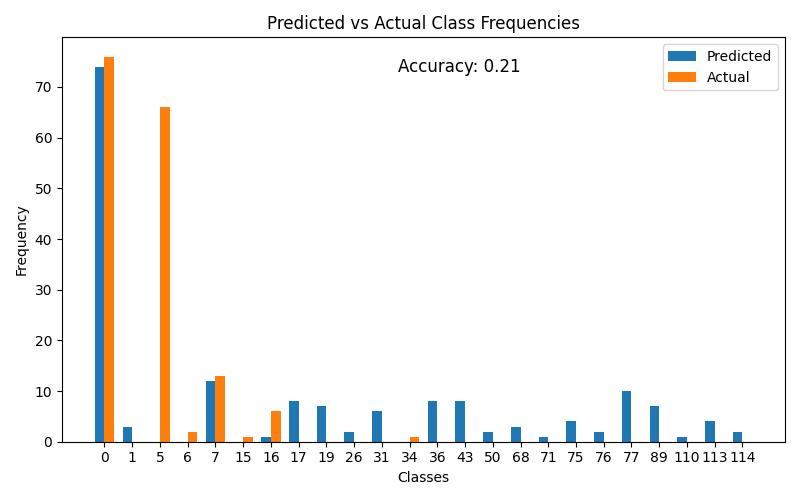 Predicted vs Actual Class Frequencies
Accuracy: 0.21
Predicted
Actual
Frequency
70
60
50
40
30
20
10
0
0 1 5 6 7 15 16 17 19 26 31 34 36 43 50 68 71 75 76 77 89 110 113 114
Classes